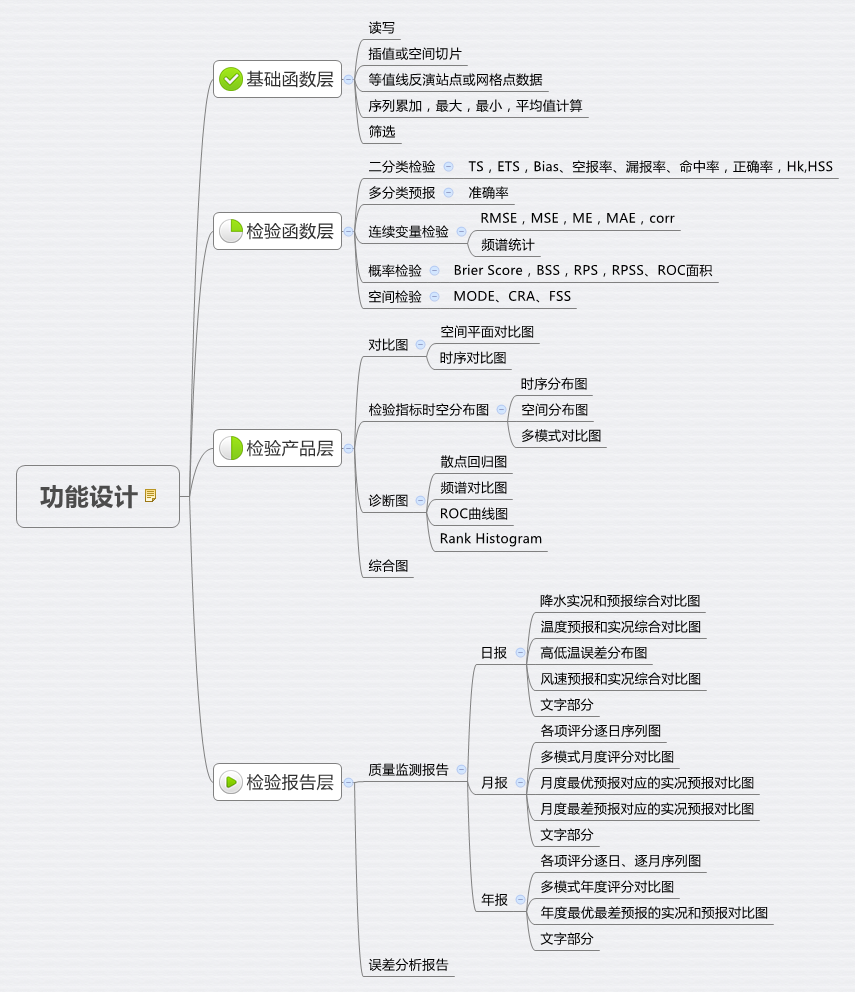 功能设计
基础函数层
读写
插值或空间切片
等值线反演站点或网格点数据
序列累加，最大，最小，平均值计算
筛选
检验函数层
二分类检验
TS，ETS，Bias、空报率、漏报率、命中率，正确率，Hk,HSS
多分类预报
准确率
连续变量检验
RMSE，MSE，ME，MAE，corr
频谱统计
概率检验
Brier Score，BSS，RPS，RPSS、ROC面积
空间检验
MODE、CRA、FSS
检验产品层
对比图
空间平面对比图
时序对比图
检验指标时空分布图
时序分布图
空间分布图
多模式对比图
诊断图
散点回归图
频谱对比图
ROC曲线图
Rank Histogram
综合图
检验报告层
质量监测报告
日报
降水实况和预报综合对比图
温度预报和实况综合对比图
高低温误差分布图
风速预报和实况综合对比图
文字部分
月报
各项评分逐日序列图
多模式月度评分对比图
月度最优预报对应的实况预报对比图
月度最差预报对应的实况预报对比图
文字部分
年报
各项评分逐日、逐月序列图
多模式年度评分对比图
年度最优最差预报的实况和预报对比图
文字部分
误差分析报告